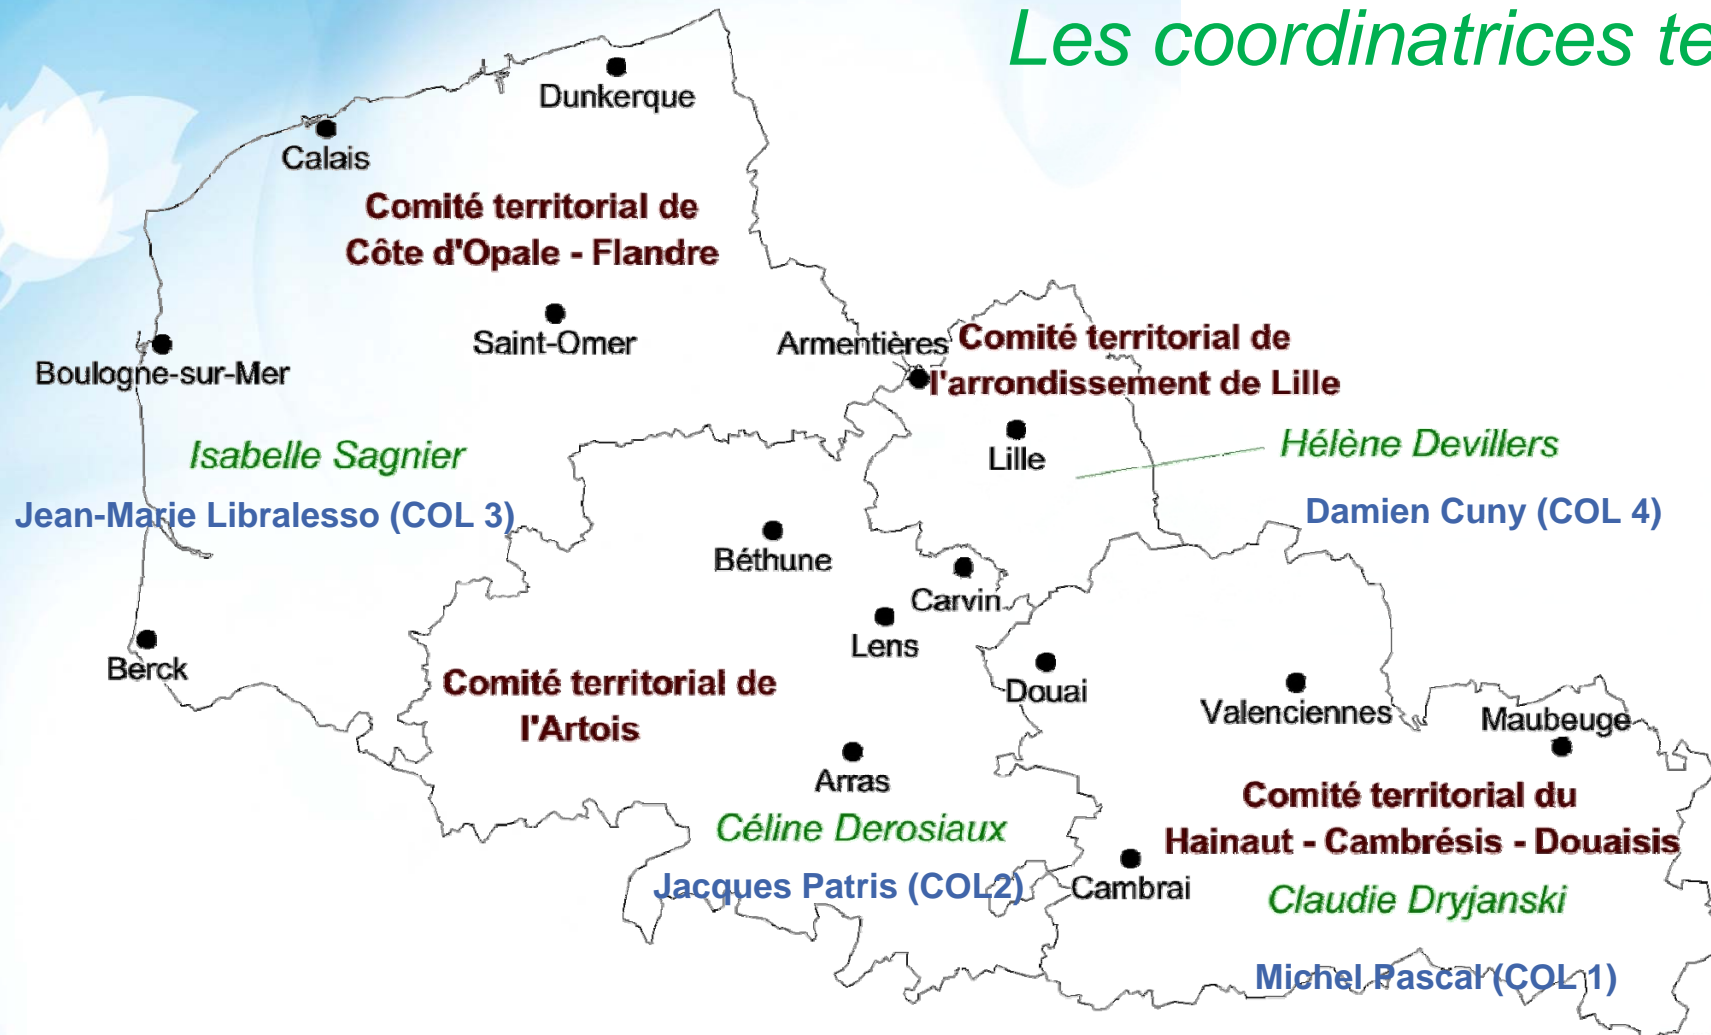 Les coordinatrices te
Dunkerque
Calais
Comité territorial de
Côte d'Opale - Flandre
Saint-Omer
Boulogne-sur-Mer
Armentières
Comité territorial de
l'arrondissement de Lille
Lille
Isabelle Sagnier
Hélène Devillers
Jean-Marie Libralesso (COL 3)
Damien Cuny (COL 4)
Béthune
Carvin
Lens
Berck
Comité territorial de
l'Artois
Douai
Valenciennes
Maubeuge
Arras
Comité territorial du
Hainaut - Cambrésis - Douaisis
Céline Derosiaux
Jacques Patris (COL2)
Cambrai
Claudie Dryjanski
Michel Pascal (COL 1)